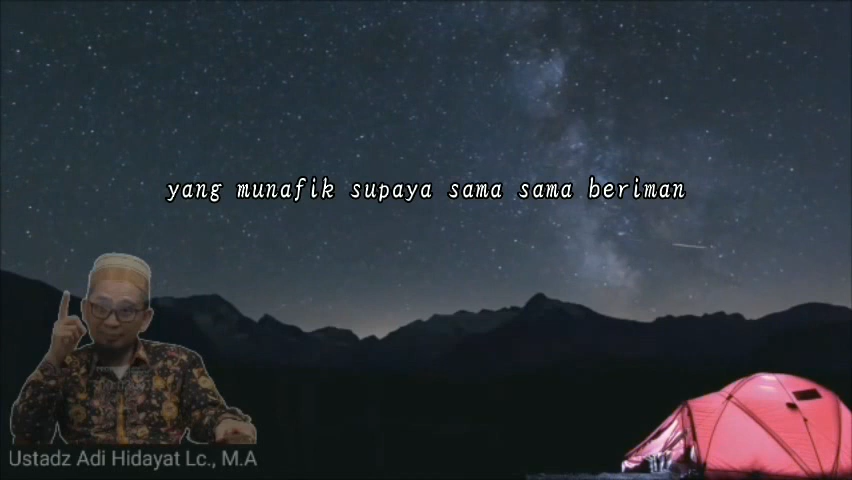 yang munafik supaya sama sama beriman
Ustadz Adi Hidayat Lc., M.A